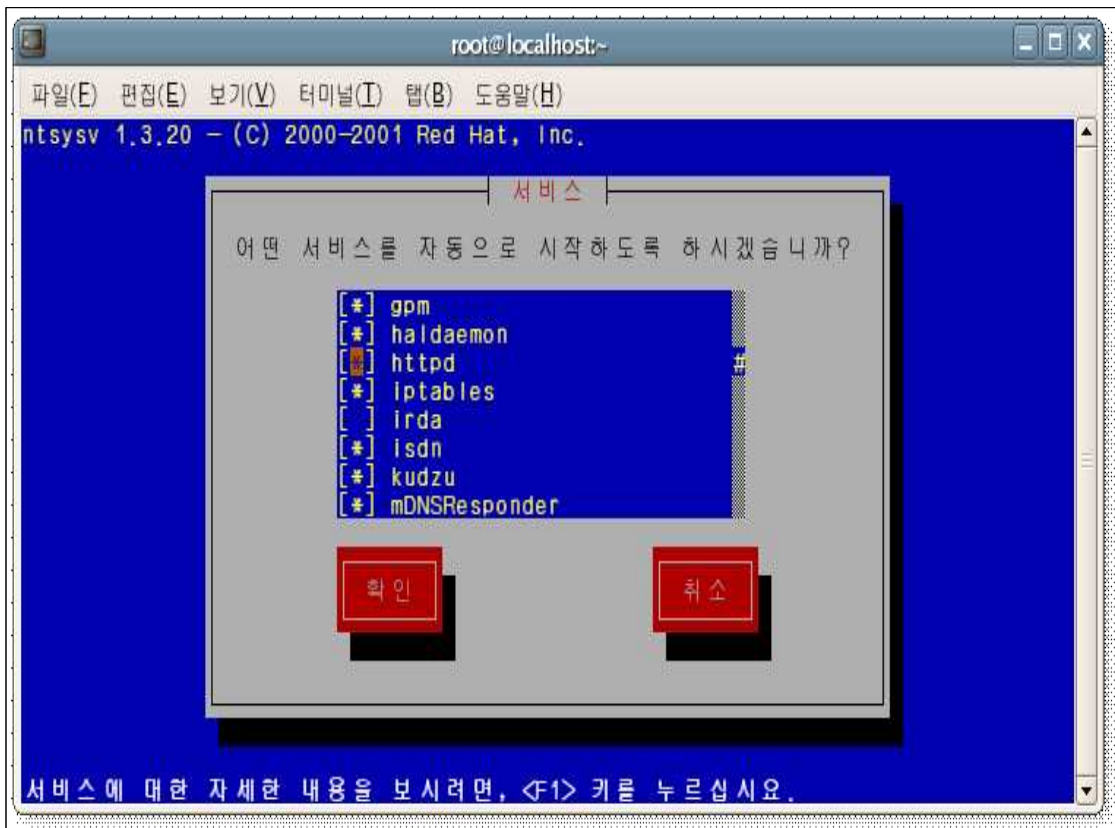 root@localhost:~
파일(F) 편집(E) 보기(V) 터미널(T) 탭(B) 도움말(H)
ntsysv 1.3.20 - (C) 2000-2001 Red Hat, Inc.
서비스
어떤 서비스를 자동으로 시작하도록 하시겠습니까?
[*] gpm
[*] haldaemon
[*] httpd #
[*] iptables
[ ] irda
[*] isdn
[*] kudzu
[*] mDNSResponder
확인 취소
서비스에 대한 자세한 내용을 보시려면, <F1> 키를 누르십시요.